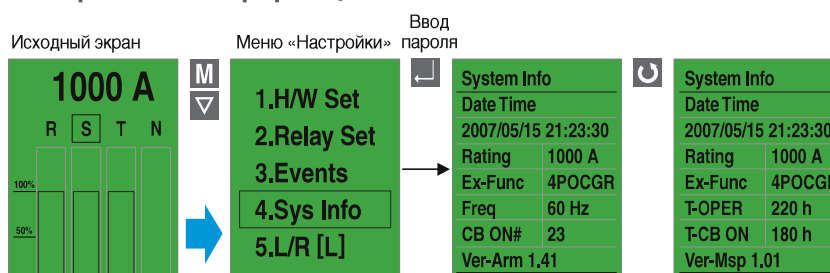 Ввод
Исходный экран
Меню «Настройки»
пароля
1000 A
R S T N
100%
50%
M
1.H/W Set
2.Relay Set
3.Events
4.Sys Info
5.L/R [L]
System Info
Date Time
2007/05/15 21:23:30
Rating 1000 A
Ex-Func 4POCGR
Freq 60 Hz
CB ON# 23
Ver-Arm 1.41
System Info
Date Time
2007/05/15 21:23:30
Rating 1000 A
Ex-Func 4POCG
T-OPER 220 h
T-CB ON 180 h
Ver-Msp 1.01